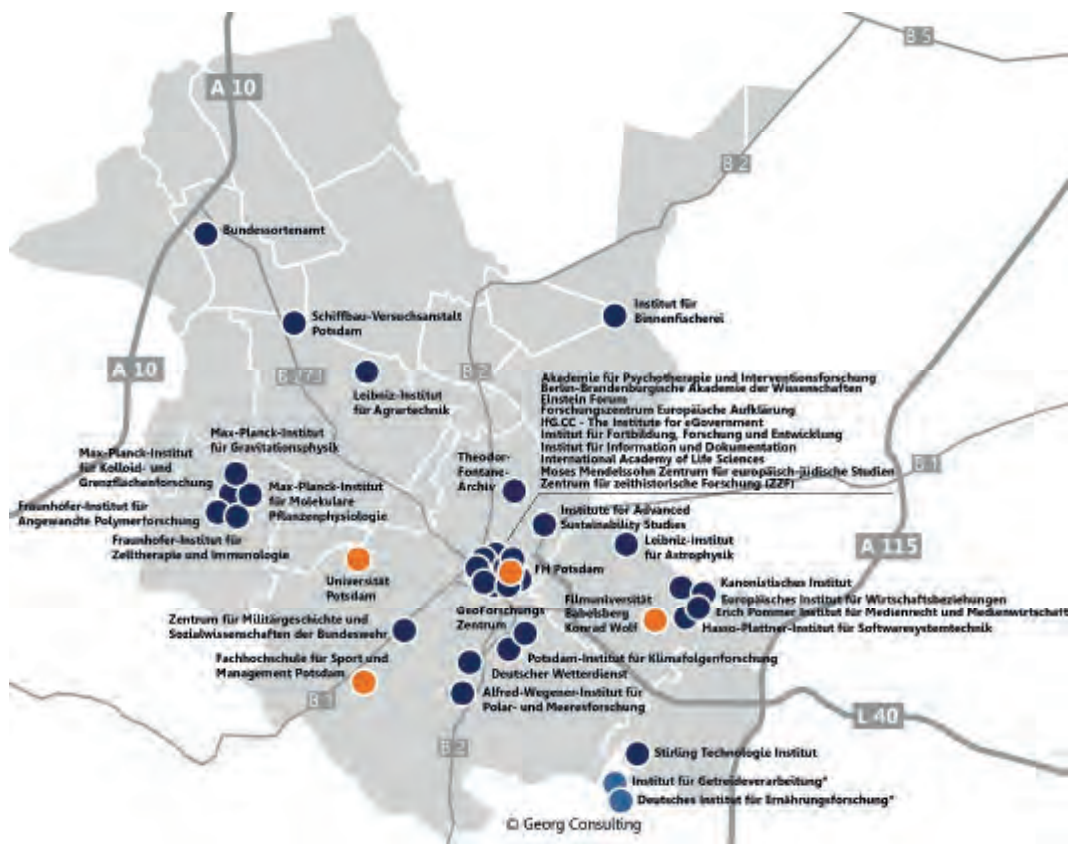 B 5
A 10
B 2
Bundessortenamt
Schiffbau-Versuchsanstalt
Potsdam
Institut für
Binnenfischerei
A 10
B 273
B 2
Leibniz-Institut
für Agrartechnik
Akademie für Psychotherapie und Interventionsforschung
Berlin-Brandenburgische Akademie der Wissenschaften
Einstein Forum
Forschungszentrum Europäische Aufklärung
IfG.CC - The Institute for eGovernment
Institut für Fortbildung, Forschung und Entwicklung
Institut für Information und Dokumentation
International Academy of Life Sciences
Moses Mendelssohn Zentrum für europäisch-jüdische Studien
Zentrum für zeithistorische Forschung (ZZF)
B 1
Max-Planck-Institut
für Gravitationsphysik
Max-Planck-Institut
für Kolloid- und
Grenzflächenforschung
Max-Planck-Institut
für Molekulare
Pflanzenphysiologie
Theodor-
Fontane-
Archiv
Fraunhofer-Institut für
Angewandte Polymerforschung
Fraunhofer-Institut für
Zelltherapie und Immunologie
Institute for Advanced
Sustainability Studies
Leibniz-Institut
für Astrophysik
A 115
Universität
Potsdam
FH Potsdam
Kanonistisches Institut
Europäisches Institut für Wirtschaftsbeziehungen
Erich Pommer Institut für Medienrecht und Medienwirtschaft
Hasso-Plattner-Institut für Softwaresystemtechnik
Filmuniversität
Babelsberg
Konrad Wolf
GeoForschungs
Zentrum
Zentrum für Militärgeschichte und
Sozialwissenschaften der Bundeswehr
Fachhochschule für Sport und
Management Potsdam
Potsdam-Institut für Klimafolgenforschung
Deutscher Wetterdienst
Alfred-Wegener-Institut für
Polar- und Meeresforschung
B 1
B 2
L 40
Stirling Technologie Institut
Institut für Getreideverarbeitung*
Deutsches Institut für Ernährungsforschung*
© Georg Consulting